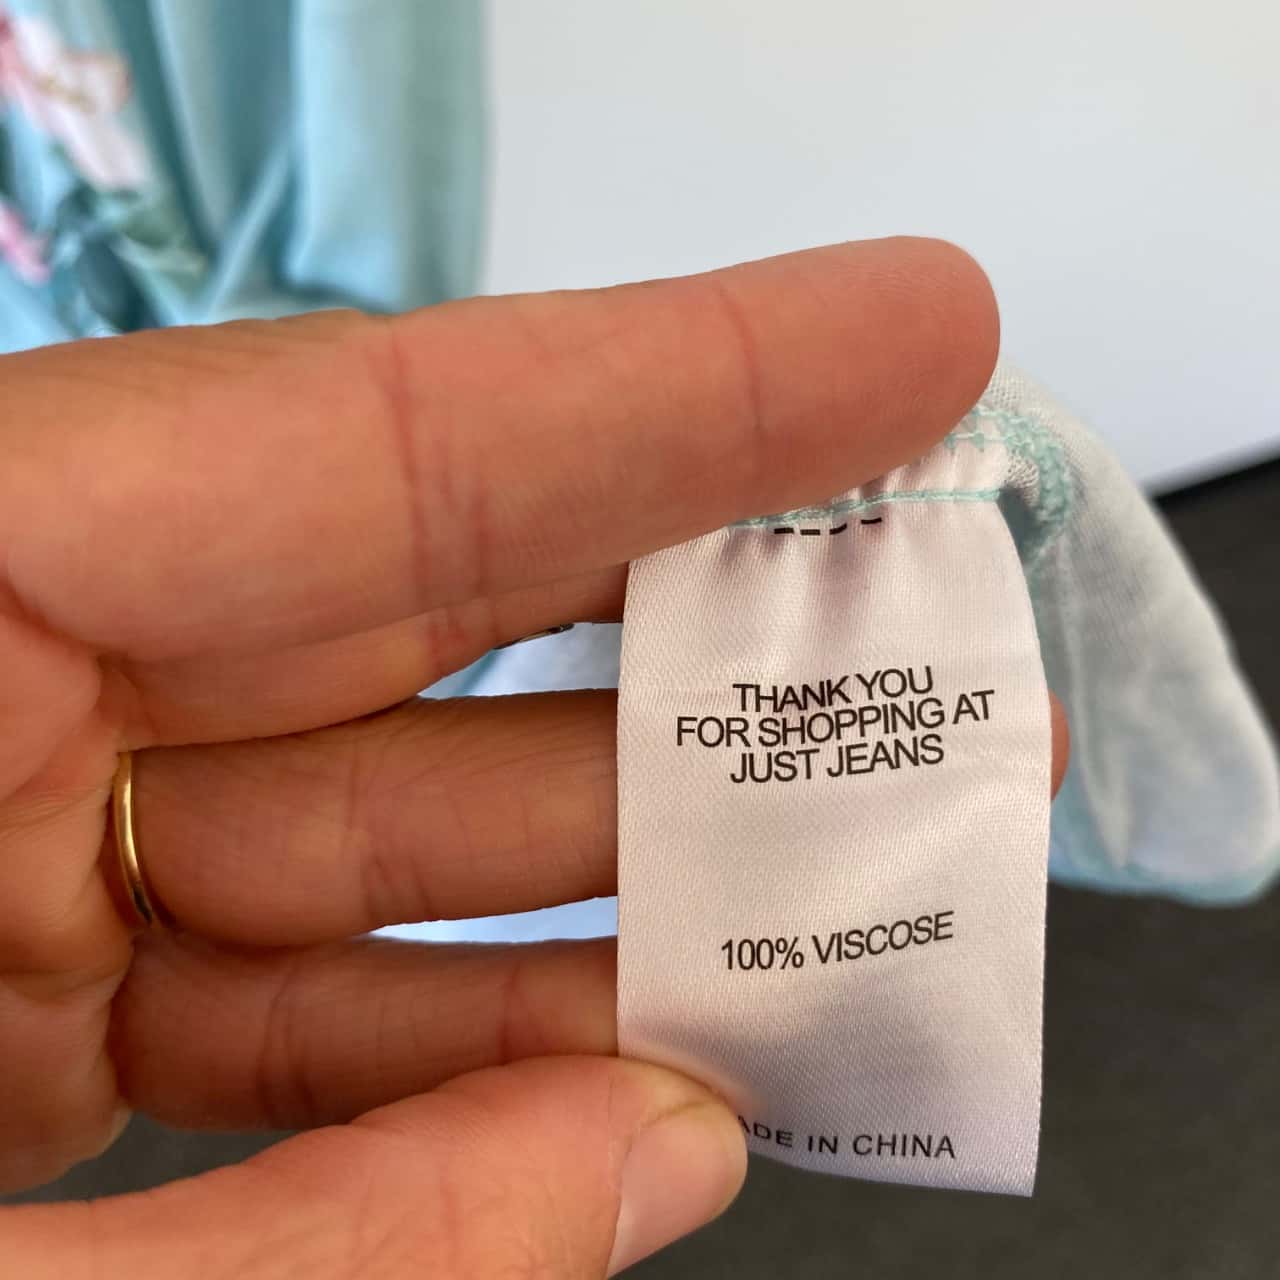 THANK YOU
FOR SHOPPING AT
JUST JEANS
100% VISCOSE
ADE IN CHINA